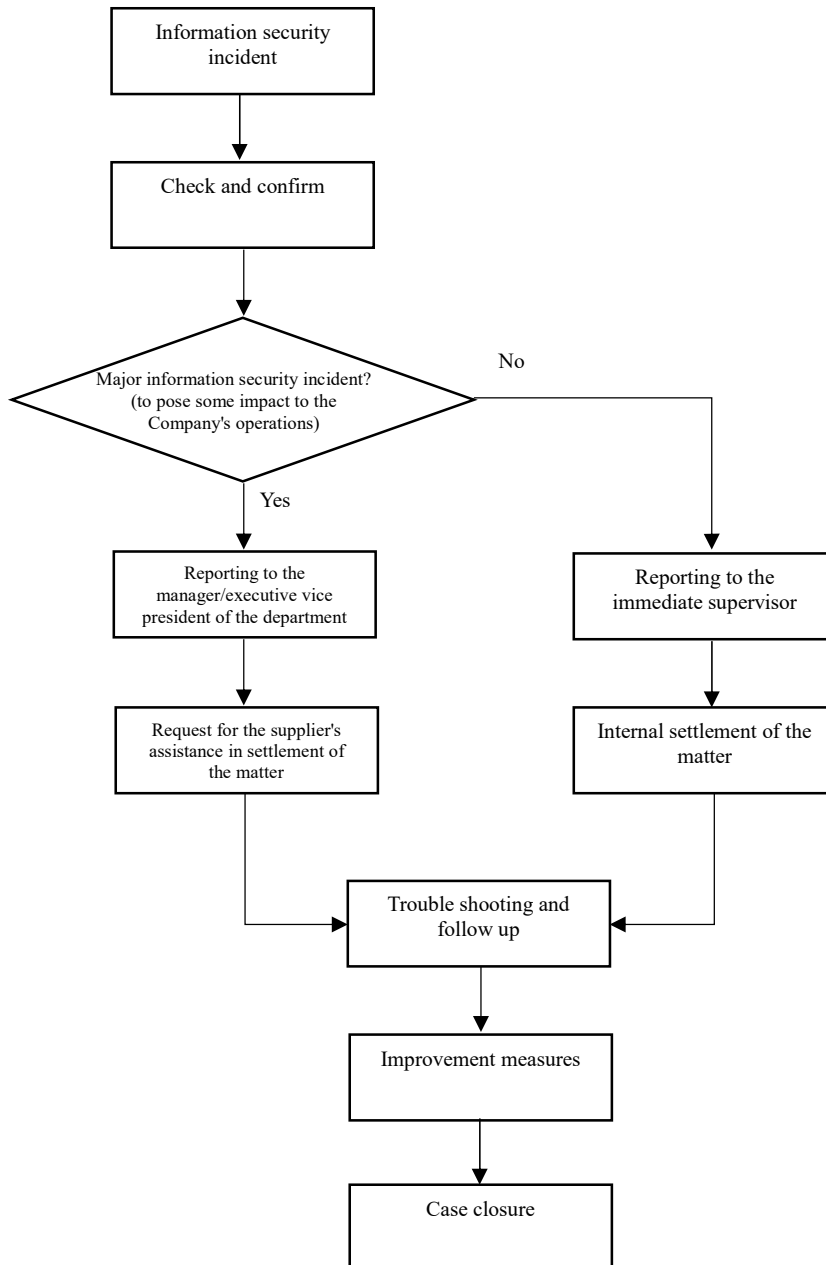 Information security
incident
Check and confirm
Major information security incident?
(to pose some impact to the
Company's operations)
No
Yes
Reporting to the
manager/executive vice
president of the department
Reporting to the
immediate supervisor
Request for the supplier's
assistance in settlement of
the matter
Internal settlement of the
matter
Trouble shooting and
follow up
Improvement measures
Case closure